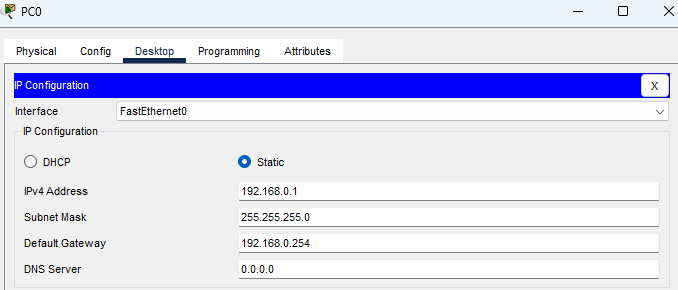 PC0
Physical Config Desktop Programming Attributes
IP Configuration X
Interface FastEthernet0
IP Configuration
DHCP Static
IPv4 Address 192.168.0.1
Subnet Mask 255.255.255.0
Default Gateway 192.168.0.254
DNS Server 0.0.0.0